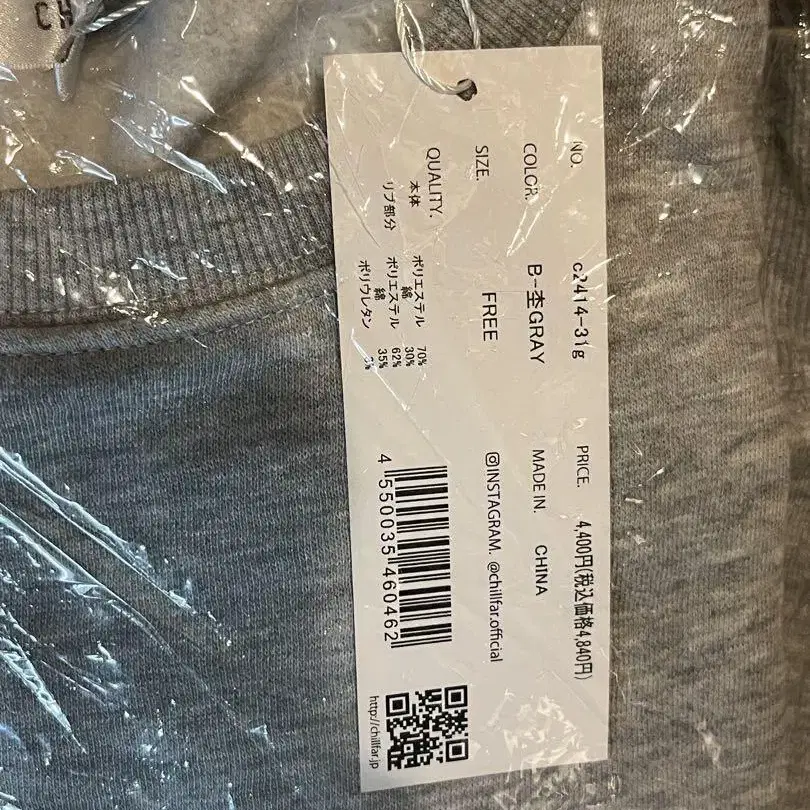 CH
NO. c2414-31g
COLOR. B-杢GRAY
SIZE. FREE
QUALITY.
本体 ポリエステル 70%
綿 30%
リブ部分 ポリエステル 62%
綿 35%
ポリウレタン
PRICE. 4,400円(税込価格4,840円)
MADE IN. CHINA
@INSTAGRAM. @chillfar.official
4 550035 460462
http://chillfar.jp